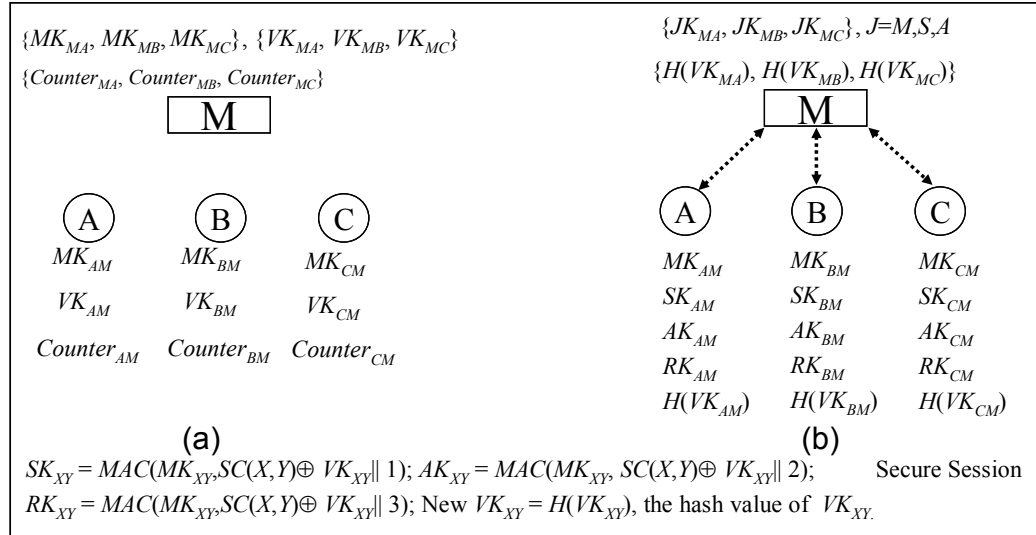 {MK_MA, MK_MB, MK_MC}, {VK_MA, VK_MB, VK_MC}
{Counter_MA, Counter_MB, Counter_MC}
M
A B C
MK_AM MK_BM MK_CM
VK_AM VK_BM VK_CM
Counter_AM Counter_BM Counter_CM
(a)
{JK_MA, JK_MB, JK_MC}, J=M,S,A
{H(VK_MA), H(VK_MB), H(VK_MC)}
M
A B C
MK_AM MK_BM MK_CM
SK_AM SK_BM SK_CM
AK_AM AK_BM AK_CM
RK_AM RK_BM RK_CM
H(VK_AM) H(VK_BM) H(VK_CM)
(b)
SK_XY = MAC(MK_XY,SC(X,Y)⊕ VK_XY|| 1); AK_XY = MAC(MK_XY, SC(X,Y)⊕ VK_XY|| 2); Secure Session
RK_XY = MAC(MK_XY,SC(X,Y)⊕ VK_XY|| 3); New VK_XY = H(VK_XY), the hash value of VK_XY.